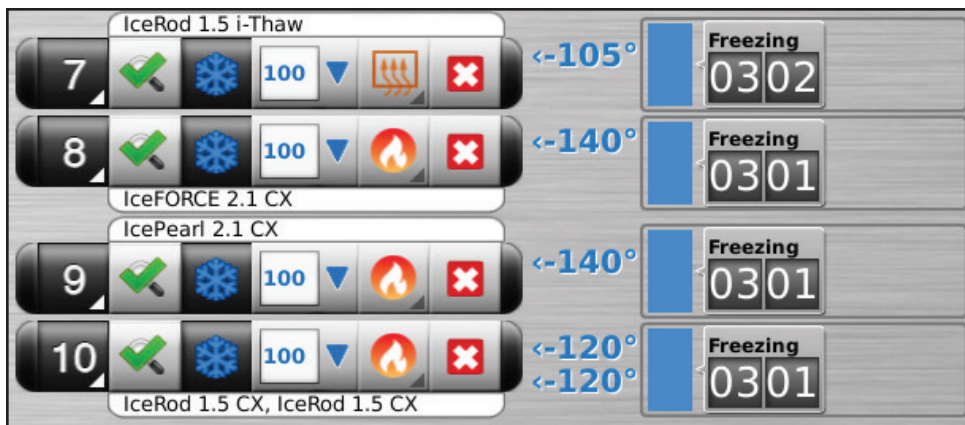 IceRod 1.5 i-Thaw
7 100 <-105° Freezing
03 02
8 100 <-140° Freezing
03 01
IceFORCE 2.1 CX
IcePearl 2.1 CX
9 100 <-140° Freezing
03 01
10 100 <-120° Freezing
<-120° 03 01
IceRod 1.5 CX, IceRod 1.5 CX